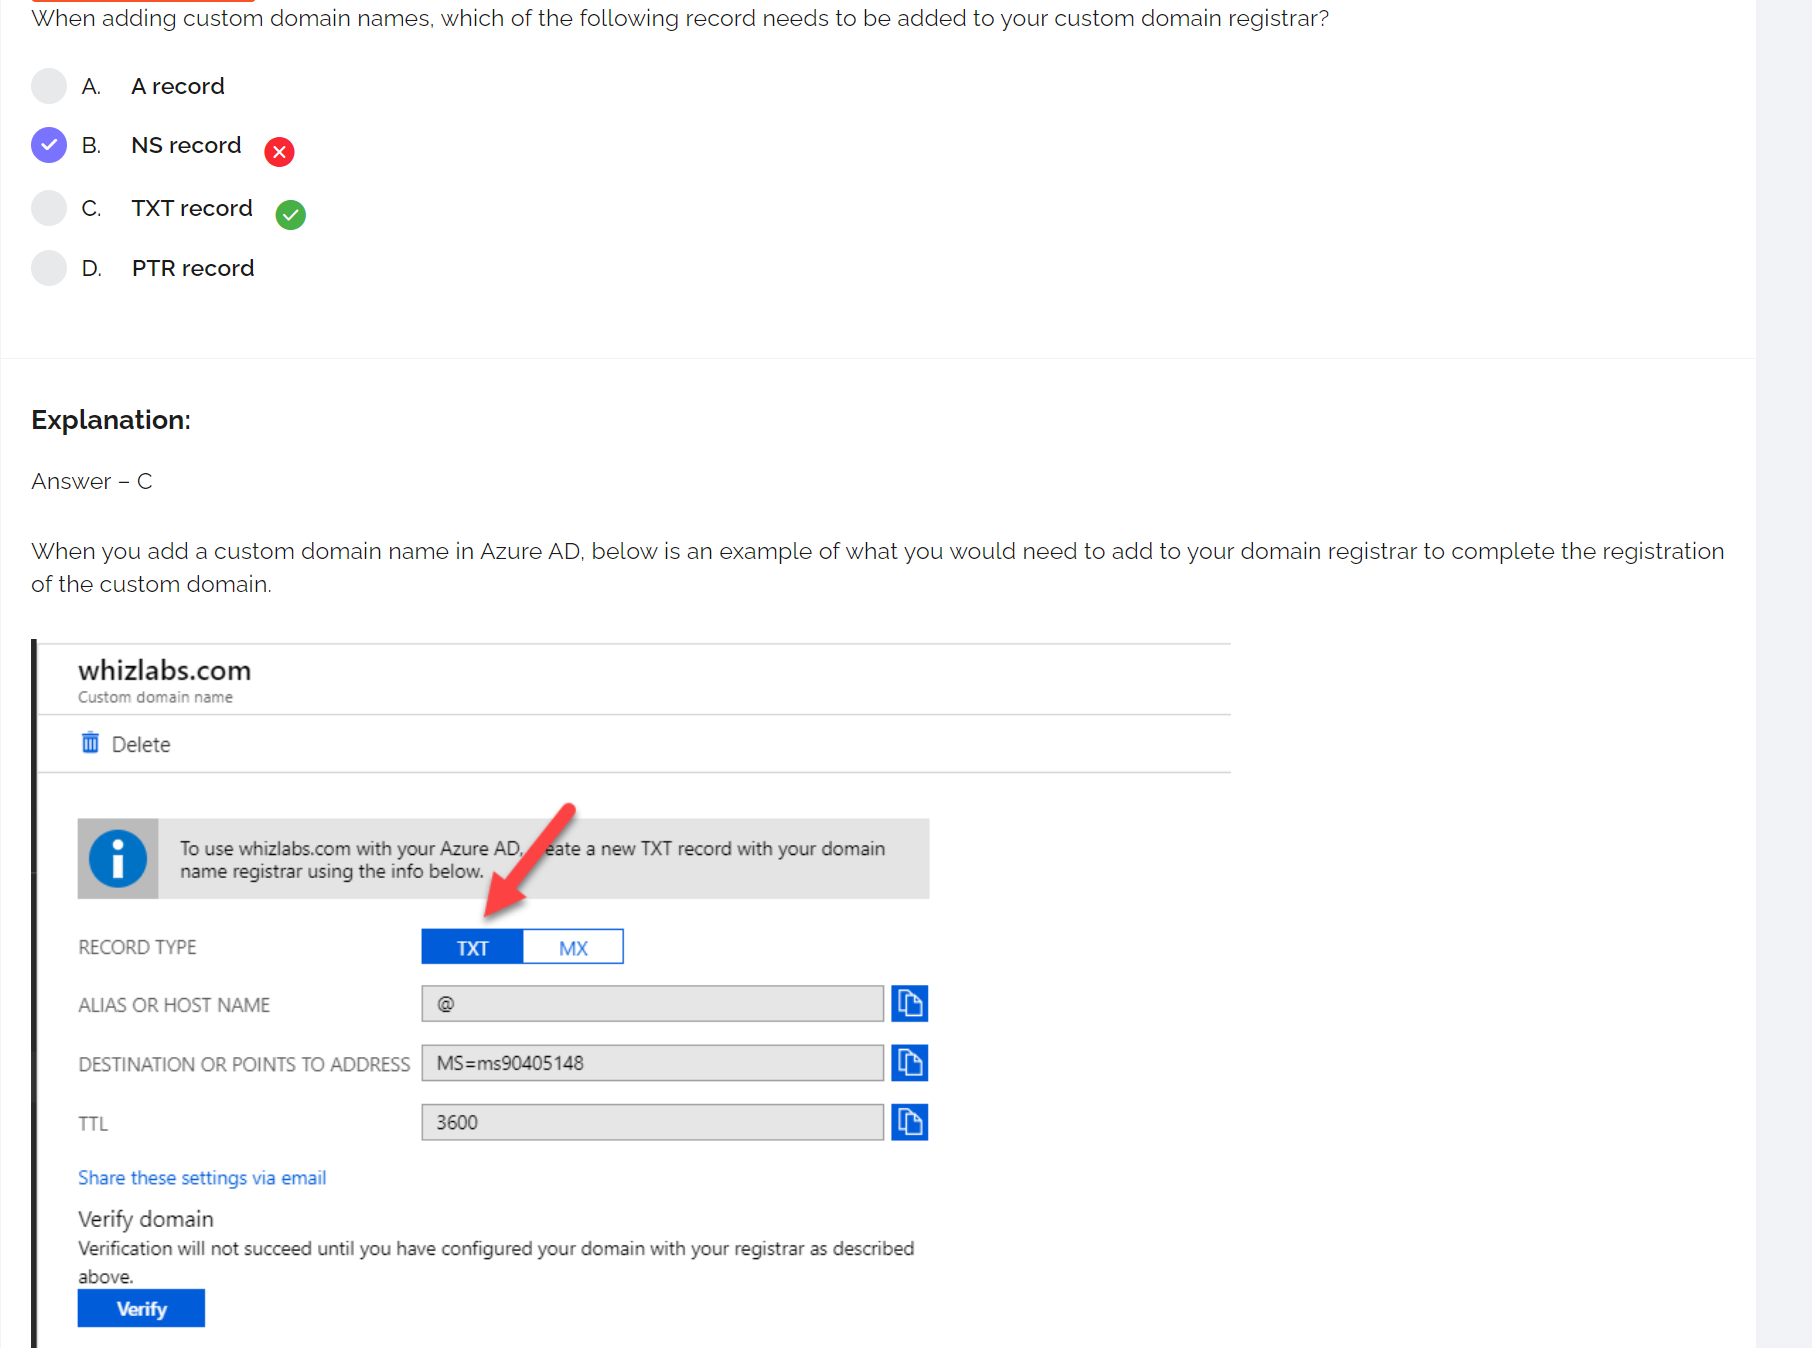 When adding custom domain names, which of the following record needs to be added to your custom domain registrar?
A. A record
B. NS record
C. TXT record
D. PTR record
Explanation:
Answer – C
When you add a custom domain name in Azure AD, below is an example of what you would need to add to your domain registrar to complete the registration
of the custom domain.
whizlabs.com
Custom domain name
Delete
To use whizlabs.com with your Azure AD, eate a new TXT record with your domain
name registrar using the info below.
RECORD TYPE TXT MX
ALIAS OR HOST NAME @
DESTINATION OR POINTS TO ADDRESS MS=ms90405148
TTL 3600
Share these settings via email
Verify domain
Verification will not succeed until you have configured your domain with your registrar as described
above.
Verify